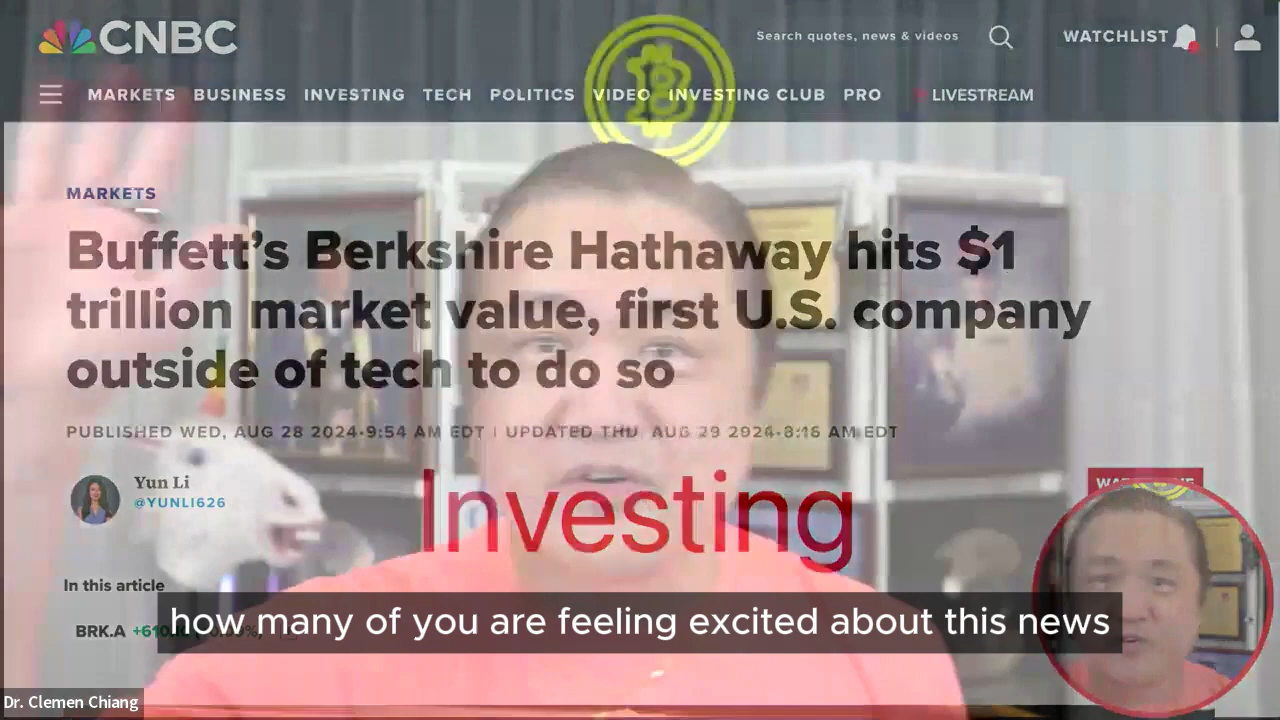 CNBC
Search quotes, news & videos
WATCHLIST
MARKETS BUSINESS INVESTING TECH POLITICS VIDEO INVESTING CLUB PRO LIVESTREAM
MARKETS
Buffett's Berkshire Hathaway hits $1
trillion market value, first U.S. company
outside of tech to do so
PUBLISHED WED, AUG 28 2024•9:54 AM EDT | UPDATED THU, AUG 29 2924•8:16 AM EDT
Yun Li
@YUNLI626
Investing
In this article
BRK.A
how many of you are feeling excited about this news
Dr. Clemen Chiang